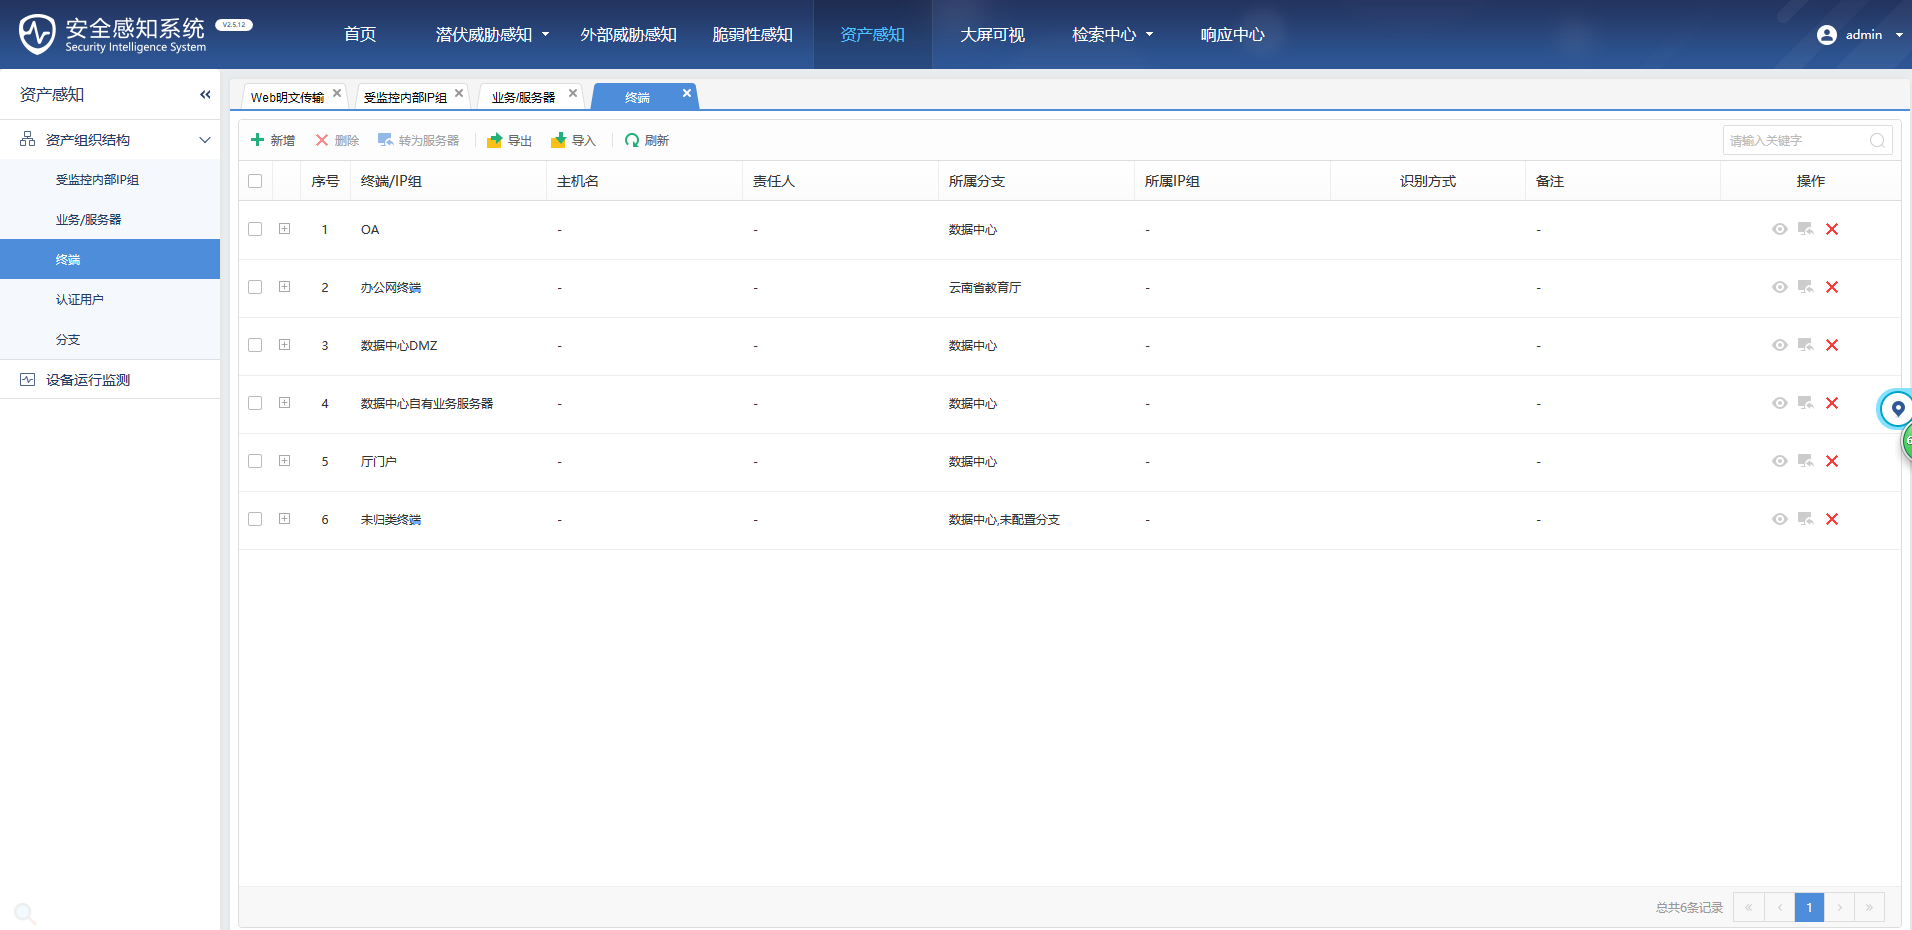 安全感知系统 V2.5.12
Security Intelligence System
首页 潜伏威胁感知 外部威胁感知 脆弱性感知 资产感知 大屏可视 检索中心 响应中心 admin
资产感知
资产组织结构
受监控内部IP组
业务/服务器
终端
认证用户
分支
设备运行监测
Web明文传输 受监控内部IP组 业务/服务器 终端
新增 删除 转为服务器 导出 导入 刷新 请输入关键字
序号 终端/IP组 主机名 责任人 所属分支 所属IP组 识别方式 备注 操作
1 OA - - 数据中心 - -
2 办公网终端 - - 云南省教育厅 - -
3 数据中心DMZ - - 数据中心 - -
4 数据中心自有业务服务器 - - 数据中心 - -
5 厅门户 - - 数据中心 - -
6 未归类终端 - - 数据中心,未配置分支 - -
6
总共6条记录 « ‹ 1 › »